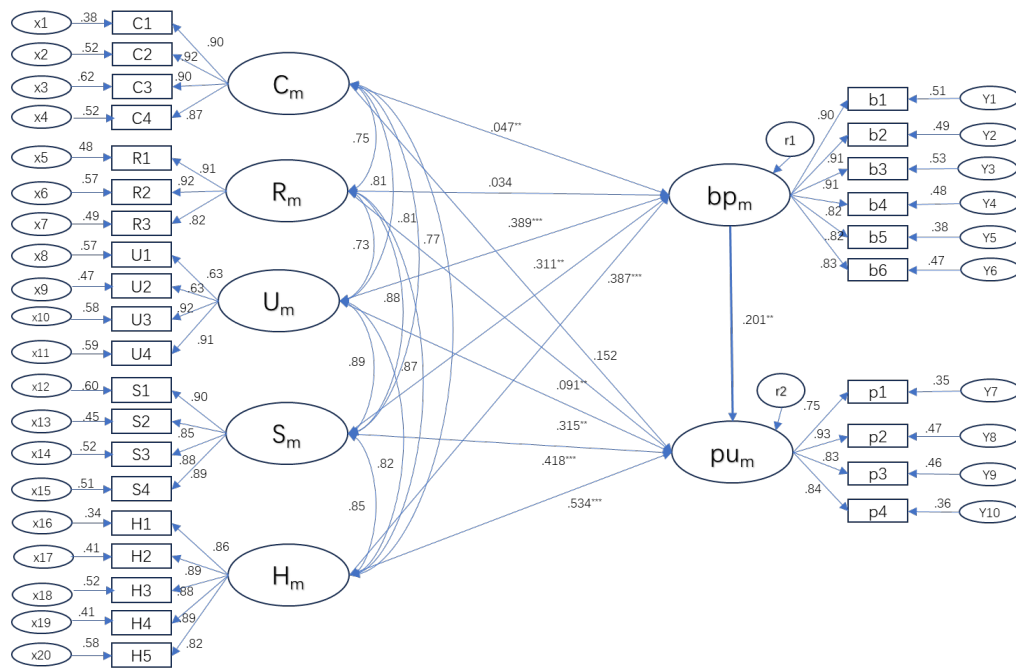 x1 .38 C1
x2 .52 C2
x3 .62 C3
x4 .52 C4
.90
.92
.90
.87
Cm
x5 48 R1
x6 .57 R2
x7 .49 R3
.91
.92
.82
Rm
x8 .57 U1
x9 .47 U2
x10 .58 U3
x11 .59 U4
.63
.63
.92
.91
Um
x12 .60 S1
x13 .45 S2
x14 .52 S3
x15 .51 S4
.90
.85
.88
.89
Sm
x16 .34 H1
x17 .41 H2
x18 .52 H3
x19 .41 H4
x20 .58 H5
.86
.89
.88
.89
.82
Hm
.75
.81
.81
.77
.73
.88
.87
.89
.82
.85
.047**
.034
.389***
.311**
.387***
.152
.091**
.315**
.418***
.534***
r1
bpm
.201**
r2
pum
.90
.91
.91
.82
.82
.83
b1 .51 Y1
b2 .49 Y2
b3 .53 Y3
b4 .48 Y4
b5 .38 Y5
b6 .47 Y6
.75
.93
.83
.84
p1 .35 Y7
p2 .47 Y8
p3 .46 Y9
p4 .36 Y10